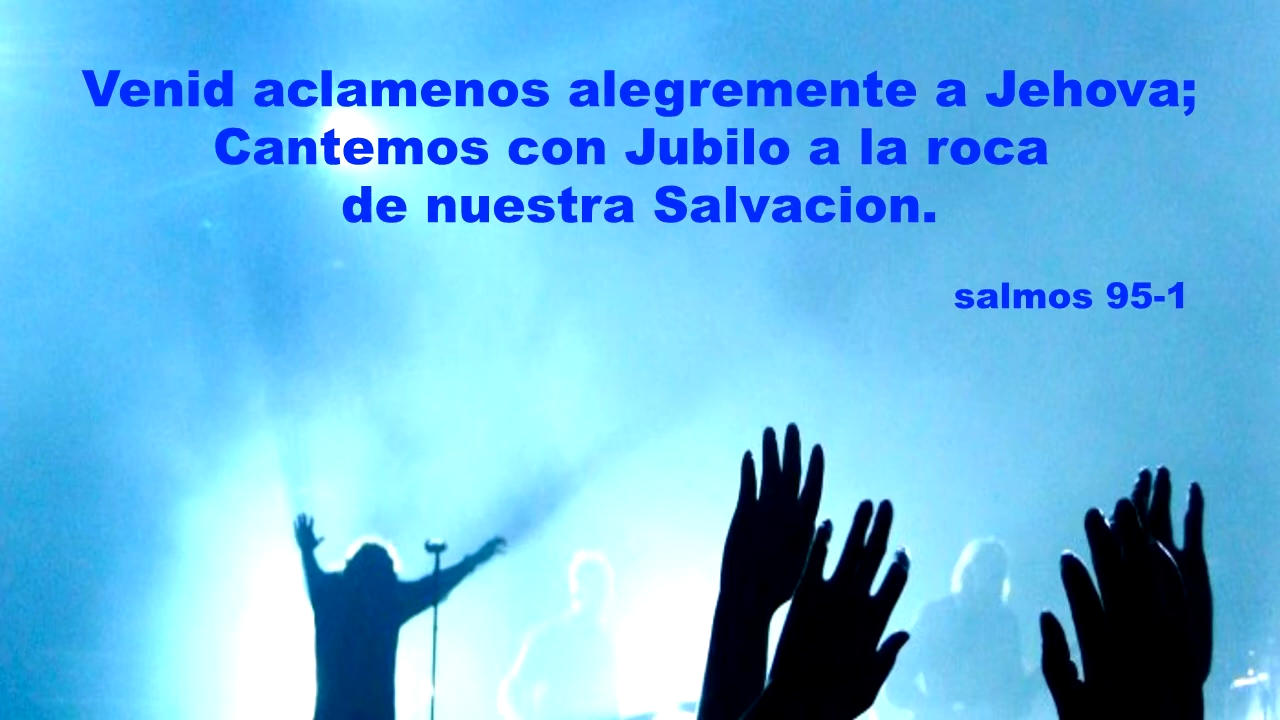 Venid aclamenos alegremente a Jehova;
Cantemos con Jubilo a la roca
de nuestra Salvacion.
salmos 95-1